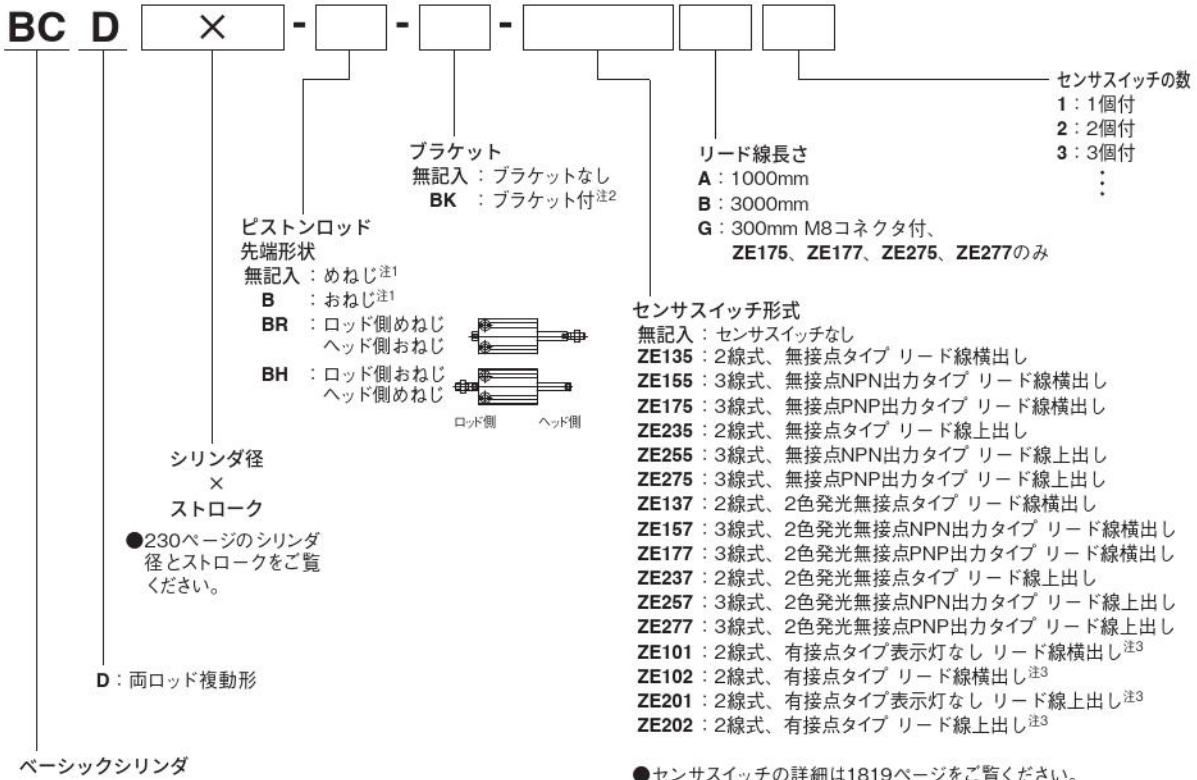 BC D × - - -
センサスイッチの数
1：1個付
2：2個付
3：3個付
⋮
リード線長さ
A：1000mm
B：3000mm
G：300mm M8コネクタ付、
ZE175、ZE177、ZE275、ZE277のみ
ブラケット
無記入：ブラケットなし
BK：ブラケット付注2
ピストンロッド
先端形状
無記入：めねじ注1
B：おねじ注1
BR：ロッド側めねじ
ヘッド側おねじ
BH：ロッド側おねじ
ヘッド側めねじ
ロッド側 ヘッド側
センサスイッチ形式
無記入：センサスイッチなし
ZE135：2線式、無接点タイプ リード線横出し
ZE155：3線式、無接点NPN出力タイプ リード線横出し
ZE175：3線式、無接点PNP出力タイプ リード線横出し
ZE235：2線式、無接点タイプ リード線上出し
ZE255：3線式、無接点NPN出力タイプ リード線上出し
ZE275：3線式、無接点PNP出力タイプ リード線上出し
ZE137：2線式、2色発光無接点タイプ リード線横出し
ZE157：3線式、2色発光無接点NPN出力タイプ リード線横出し
ZE177：3線式、2色発光無接点PNP出力タイプ リード線横出し
ZE237：2線式、2色発光無接点タイプ リード線上出し
ZE257：3線式、2色発光無接点NPN出力タイプ リード線上出し
ZE277：3線式、2色発光無接点PNP出力タイプ リード線上出し
ZE101：2線式、有接点タイプ表示灯なし リード線横出し注3
ZE102：2線式、有接点タイプ リード線横出し注3
ZE201：2線式、有接点タイプ表示灯なし リード線上出し注3
ZE202：2線式、有接点タイプ リード線上出し注3
●センサスイッチの詳細は1819ページをご覧ください。
シリンダ径
×
ストローク
●230ページのシリンダ
径とストロークをご覧
ください。
D：両ロッド複動形
ベーシックシリンダ